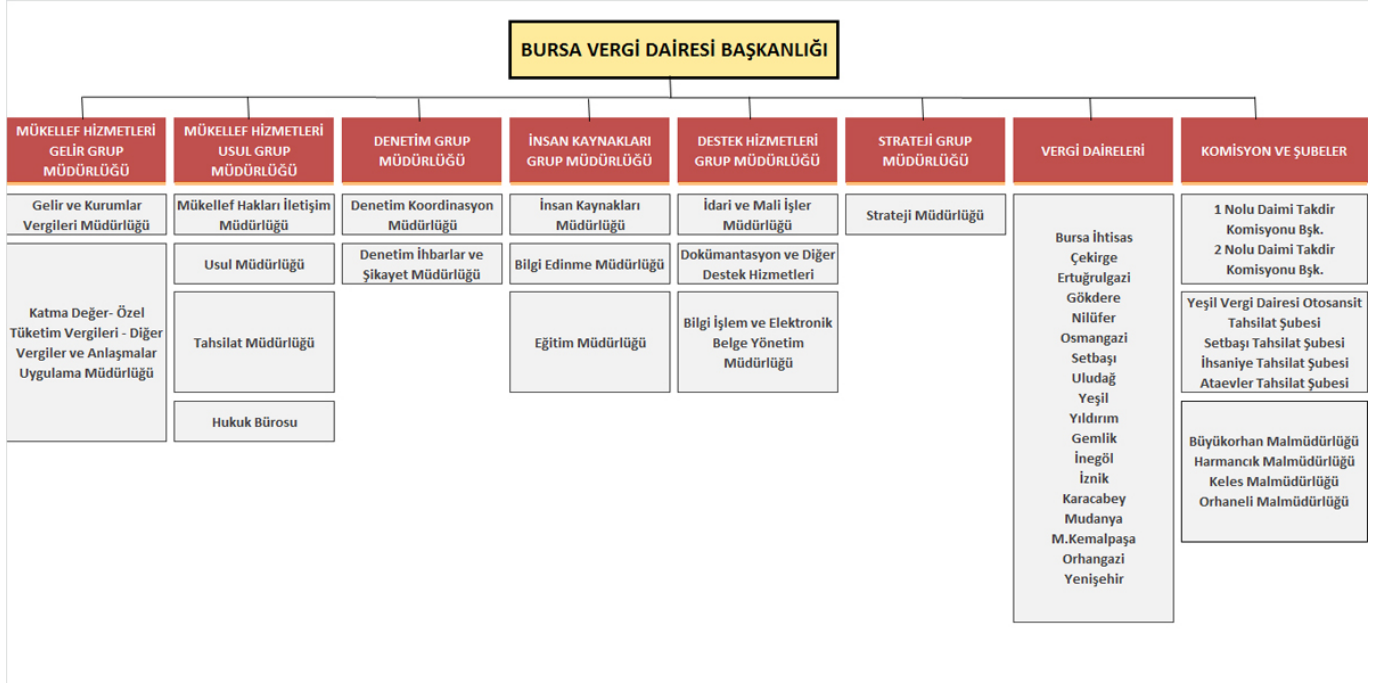 BURSA VERGİ DAİRESİ BAŞKANLIĞI
MÜKELLEF HİZMETLERİ
GELİR GRUP
MÜDÜRLÜĞÜ
Gelir ve Kurumlar
Vergileri Müdürlüğü
Katma Değer- Özel
Tüketim Vergileri - Diğer
Vergiler ve Anlaşmalar
Uygulama Müdürlüğü
MÜKELLEF HİZMETLERİ
USUL GRUP
MÜDÜRLÜĞÜ
Mükellef Hakları İletişim
Müdürlüğü
Usul Müdürlüğü
Tahsilat Müdürlüğü
Hukuk Bürosu
DENETİM GRUP
MÜDÜRLÜĞÜ
Denetim Koordinasyon
Müdürlüğü
Denetim İhbarlar ve
Şikayet Müdürlüğü
İNSAN KAYNAKLARI
GRUP MÜDÜRLÜĞÜ
İnsan Kaynakları
Müdürlüğü
Bilgi Edinme Müdürlüğü
Eğitim Müdürlüğü
DESTEK HİZMETLERİ
GRUP MÜDÜRLÜĞÜ
İdari ve Mali İşler
Müdürlüğü
Dokümantasyon ve Diğer
Destek Hizmetleri
Bilgi İşlem ve Elektronik
Belge Yönetim
Müdürlüğü
STRATEJİ GRUP
MÜDÜRLÜĞÜ
Strateji Müdürlüğü
VERGİ DAİRELERİ
Bursa İhtisas
Çekirge
Ertuğrulgazi
Gökdere
Nilüfer
Osmangazi
Setbaşı
Uludağ
Yeşil
Yıldırım
Gemlik
İnegöl
İznik
Karacabey
Mudanya
M.Kemalpaşa
Orhangazi
Yenişehir
KOMİSYON VE ŞUBELER
1 Nolu Daimi Takdir
Komisyonu Bşk.
2 Nolu Daimi Takdir
Komisyonu Bşk.
Yeşil Vergi Dairesi Otosansit
Tahsilat Şubesi
Setbaşı Tahsilat Şubesi
İhsaniye Tahsilat Şubesi
Ataevler Tahsilat Şubesi
Büyükorhan Malmüdürlüğü
Harmancık Malmüdürlüğü
Keles Malmüdürlüğü
Orhaneli Malmüdürlüğü